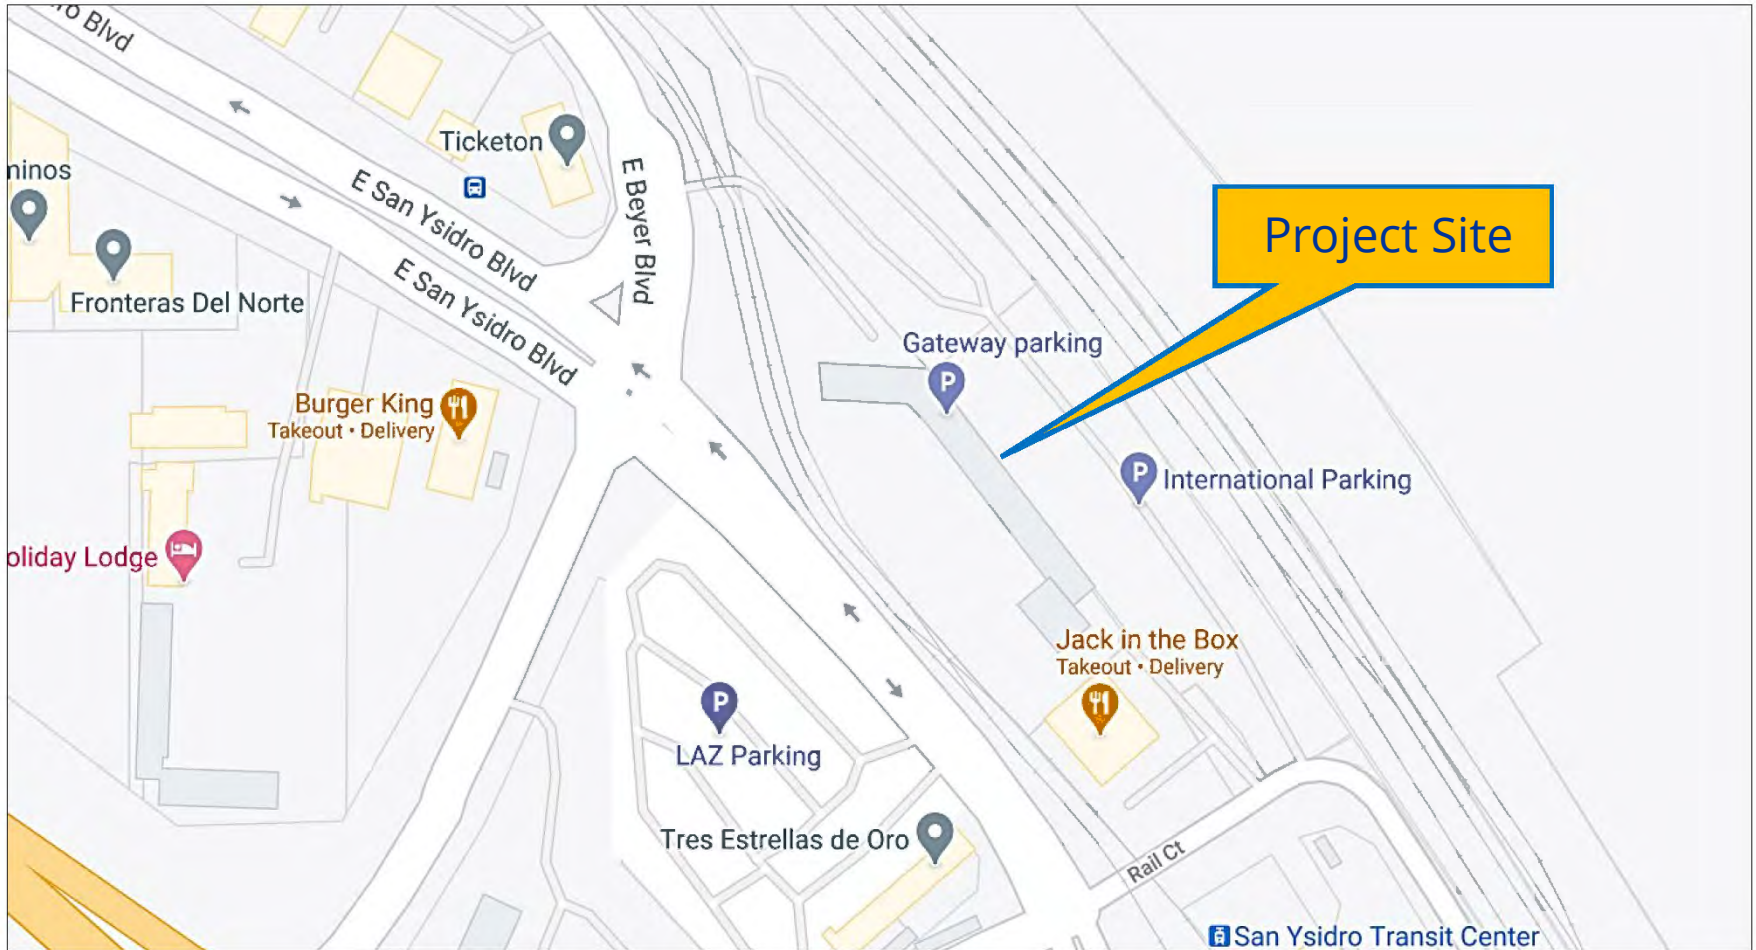 ro Blvd
Ticketon
ninos
E San Ysidro Blvd
E Beyer Blvd
Project Site
E San Ysidro Blvd
Fronteras Del Norte
Gateway parking
P
Burger King
Takeout • Delivery
P
International Parking
oliday Lodge
Jack in the Box
Takeout • Delivery
P
LAZ Parking
Tres Estrellas de Oro
Rail Ct
San Ysidro Transit Center